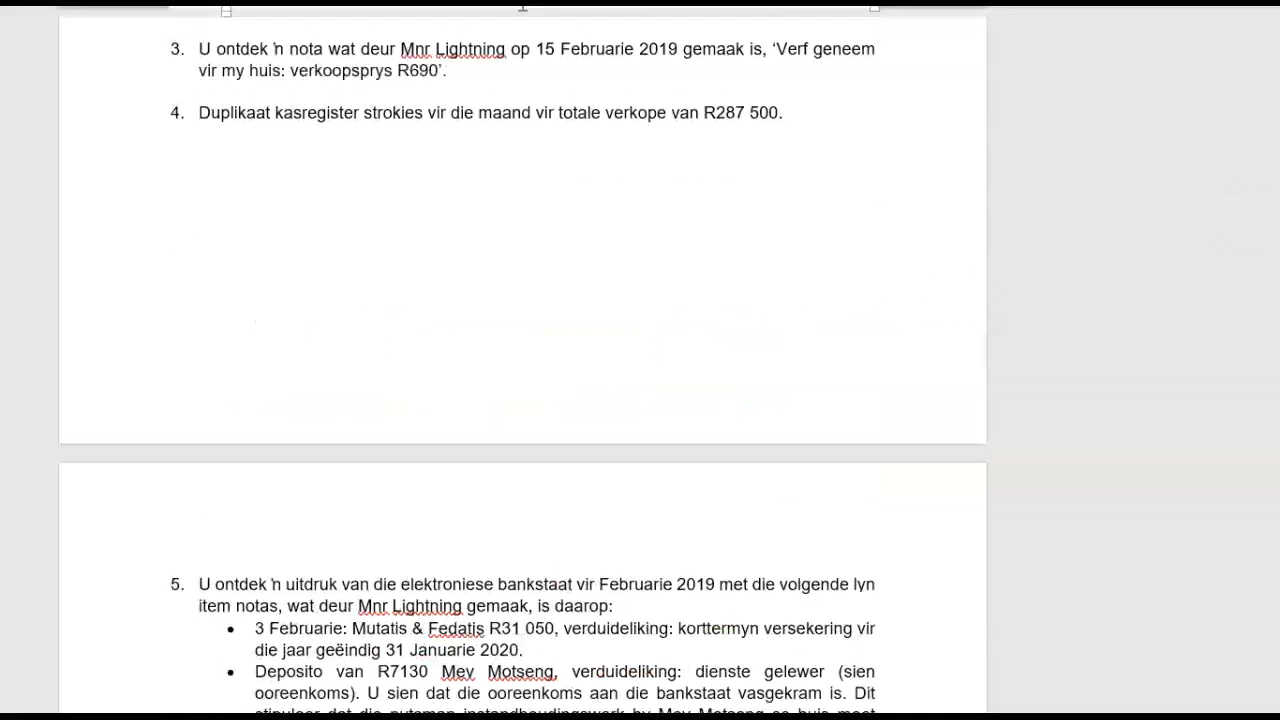 3. U ontdek 'n nota wat deur Mnr Lightning op 15 Februarie 2019 gemaak is, ‘Verf geneem
vir my huis: verkoopsprys R690’.
4. Duplikaat kasregister strokies vir die maand vir totale verkope van R287 500.
5. U ontdek 'n uitdruk van die elektroniese bankstaat vir Februarie 2019 met die volgende lyn
item notas, wat deur Mnr Lightning gemaak, is daarop:
• 3 Februarie: Mutatis & Fedatis R31 050, verduideliking: korttermyn versekering vir
die jaar geëindig 31 Januarie 2020.
• Deposito van R7130 Mev Motseng, verduideliking: dienste gelewer (sien
ooreenkoms). U sien dat die ooreenkoms aan die bankstaat vasgekram is. Dit